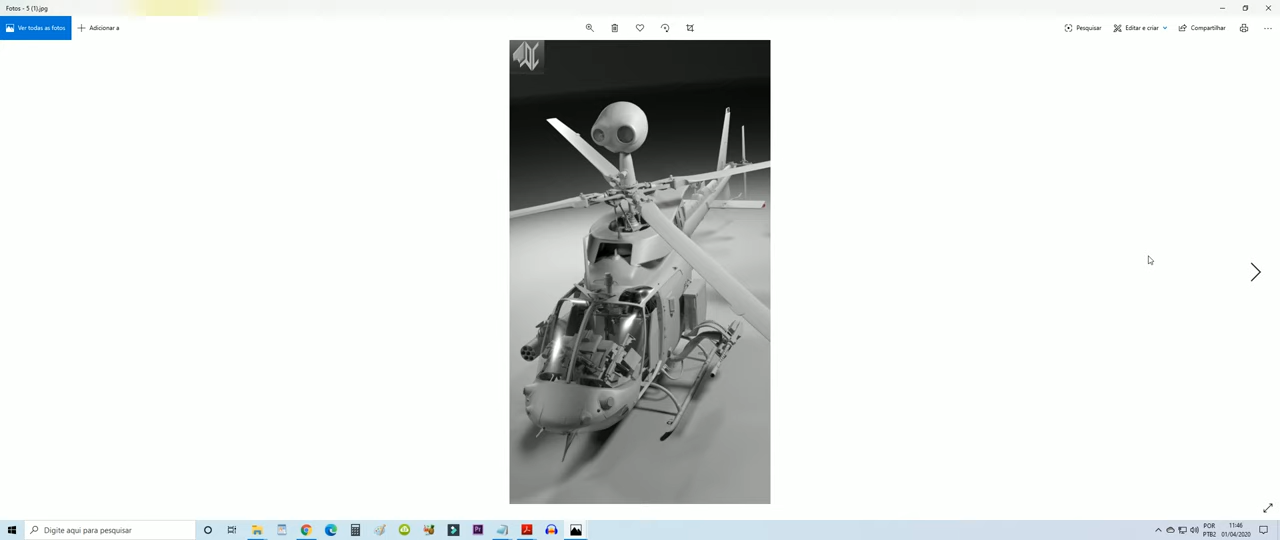 Fotos - 5 (1).jpg
Ver todas as fotos
Adicionar a
Pesquisar
Editar e criar
Compartilhar
Digite aqui para pesquisar
Pr
POR
PTB2
11:46
01/04/2020